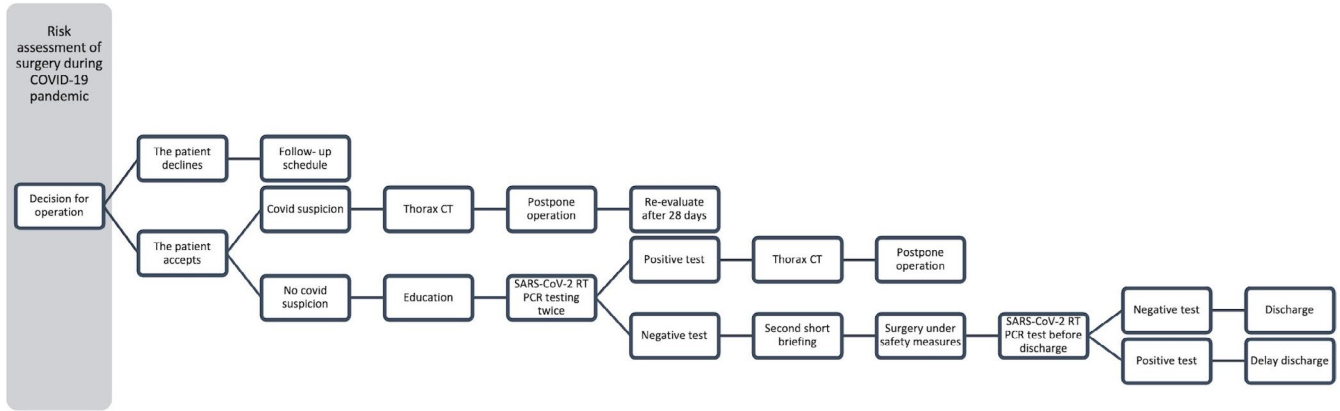 Risk
assessment of
surgery during
COVID-19
pandemic
Decision for
operation
The patient
declines
Follow- up
schedule
The patient
accepts
Covid suspicion
Thorax CT
Postpone
operation
Re-evaluate
after 28 days
No covid
suspicion
Education
SARS-CoV-2 RT
PCR testing
twice
Positive test
Thorax CT
Postpone
operation
Negative test
Second short
briefing
Surgery under
safety measures
SARS-CoV-2 RT
PCR test before
discharge
Negative test
Discharge
Positive test
Delay discharge